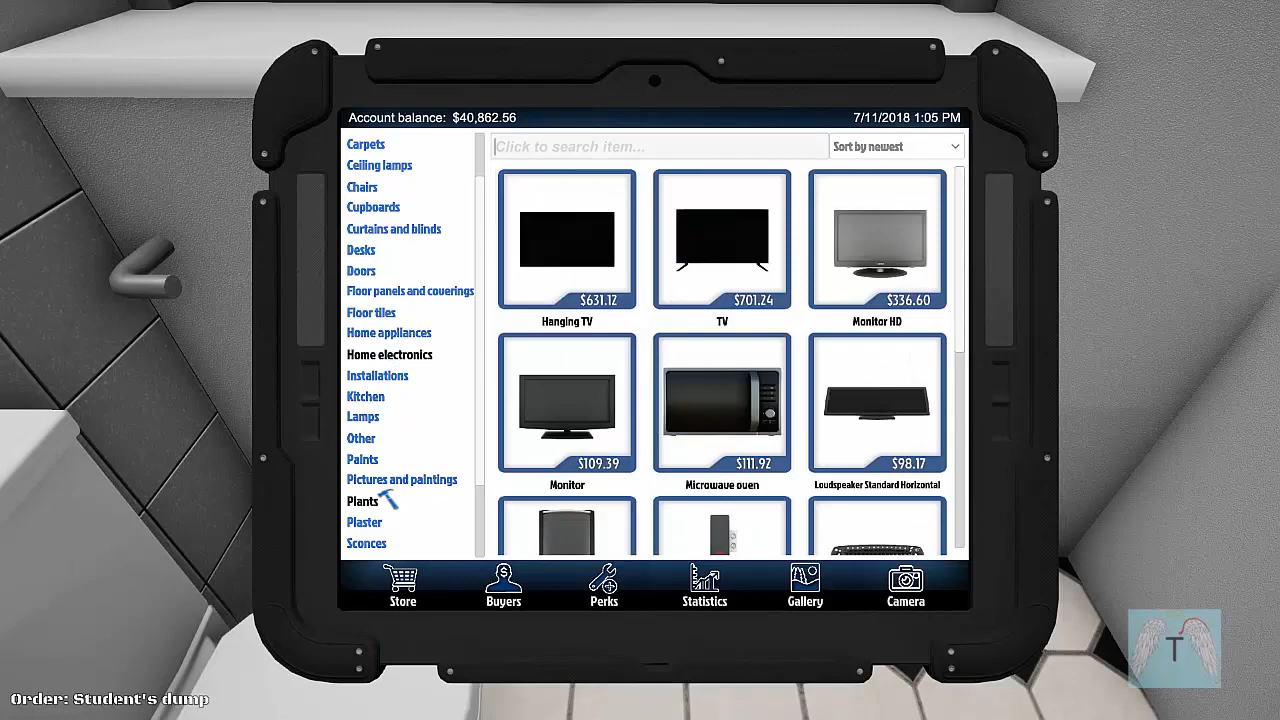 Account balance: $40,862.56
7/11/2018 1:05 PM
Carpets
Ceiling lamps
Chairs
Cupboards
Curtains and blinds
Desks
Doors
Floor panels and coverings
Floor tiles
Home appliances
Home electronics
Installations
Kitchen
Lamps
Other
Paints
Pictures and paintings
Plants
Plaster
Sconces
Click to search item...
Sort by newest
$631.12
$701.24
$336.60
Hanging TV
TV
Monitor HD
$109.39
$111.92
$98.17
Monitor
Microwave oven
Loudspeaker Standard Horizontal
Store
Buyers
Perks
Statistics
Gallery
Camera
T
Order: Student's dump